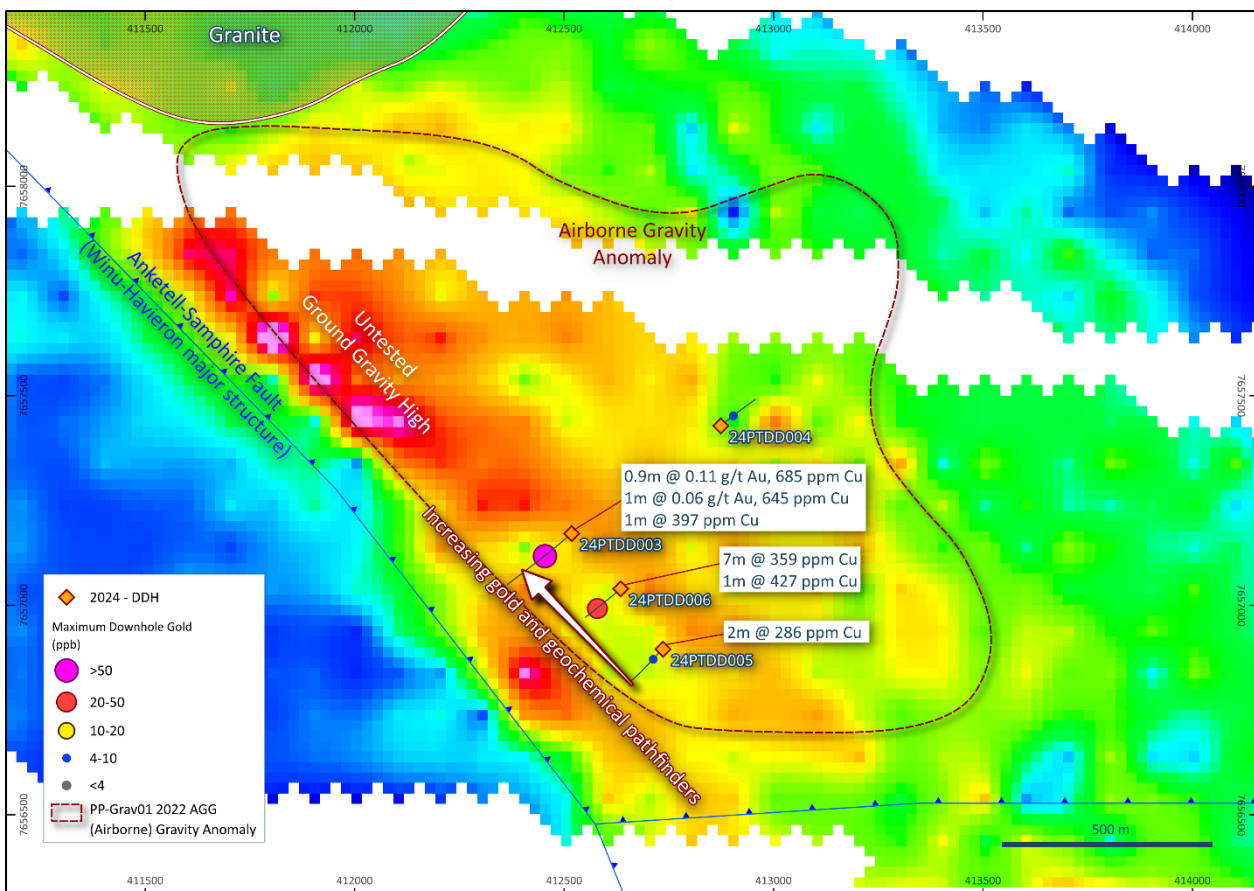 411500
412000
412500
413000
413500
414000
Granite
7658000
7658000
Airborne Gravity
Anomaly
Anketell-Samphire Fault
(Winu-Havieron major structure)
Untested
Ground Gravity High
7657500
7657500
24PTDD004
0.9m @ 0.11 g/t Au, 685 ppm Cu
1m @ 0.06 g/t Au, 645 ppm Cu
1m @ 397 ppm Cu
24PTDD003
7m @ 359 ppm Cu
1m @ 427 ppm Cu
24PTDD006
2m @ 286 ppm Cu
24PTDD005
Increasing gold and geochemical pathfinders
7657000
7657000
2024 - DDH
Maximum Downhole Gold
(ppb)
>50
20-50
10-20
4-10
<4
PP-Grav01 2022 AGG
(Airborne) Gravity Anomaly
7656500
7656500
500 m
411500
412000
412500
413000
413500
414000